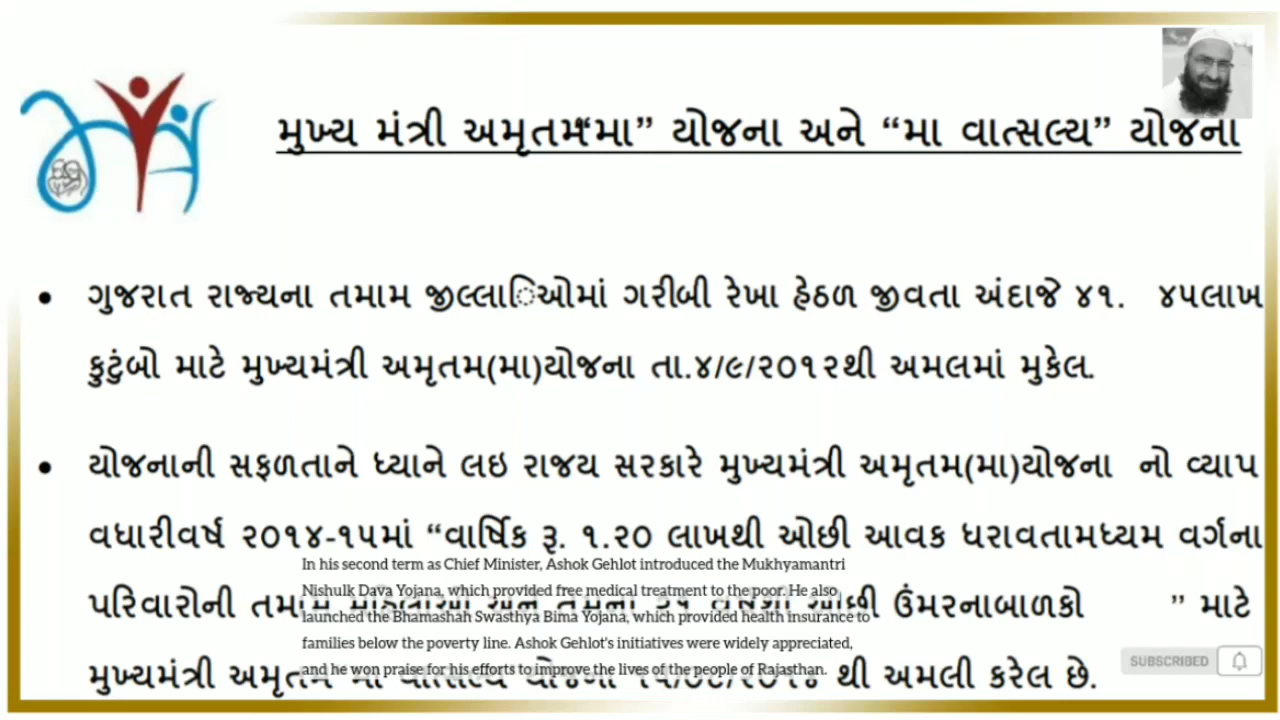 મુખ્ય મંત્રી અમૃતમ“મા” યોજના અને “મા વાત્સલ્ય” યોજના
• ગુજરાત રાજ્યના તમામ જીલ્લાિઓમાં ગરીબી રેખા હેઠળ જીવતા અંદાજે ૪૧. ૪૫લાખ
કુટુંબો માટે મુખ્યમંત્રી અમૃતમ(મા)યોજના તા.૪/૯/૨૦૧૨થી અમલમાં મુકેલ.
• યોજનાની સફળતાને ધ્યાને લઇ રાજય સરકારે મુખ્યમંત્રી અમૃતમ(મા)યોજના નો વ્યાપ
વધારીવર્ષ ૨૦૧૪-૧૫માં “વાર્ષિક રૂ. ૧.૨૦ લાખથી ઓછી આવક ધરાવતામધ્યમ વર્ગના
In his second term as Chief Minister, Ashok Gehlot introduced the Mukhyamantri
Nishulk Dava Yojana, which provided free medical treatment to the poor. He also
પરિવારોની ઉંમરનાબાળકો ” માટે
launched the Bhamashah Swasthya Bima Yojana, which provided health insurance to
families below the poverty line. Ashok Gehlot's initiatives were widely appreciated,
and he won praise for his efforts to improve the lives of the people of Rajasthan.
મુખ્યમંત્રી થી અમલી કરેલ છે.
SUBSCRIBED